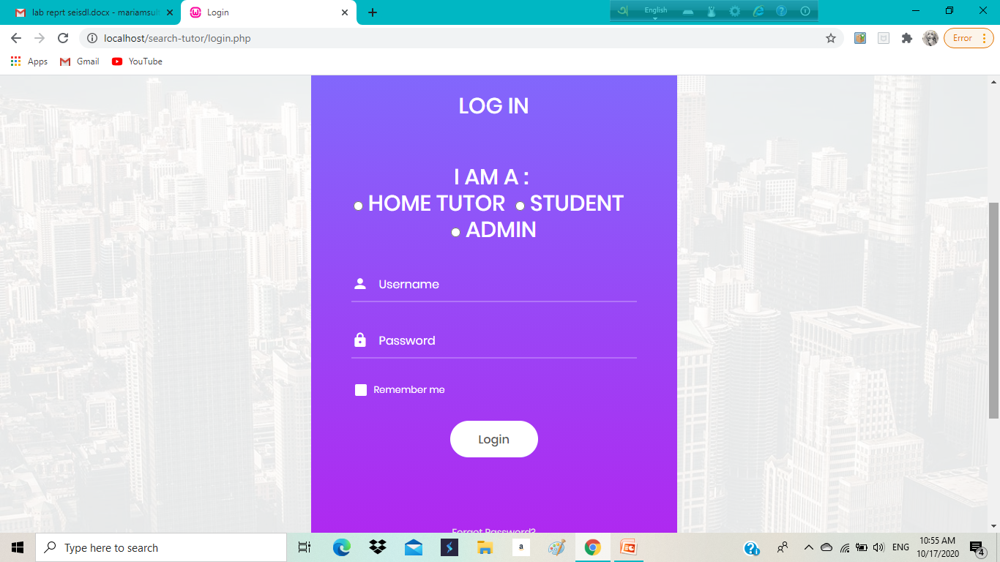 lab reprt seisdl.docx - mariamsul
Login
English
localhost/search-tutor/login.php
Error
Apps
Gmail
YouTube
LOG IN
I AM A :
HOME TUTOR STUDENT
ADMIN
Username
Password
Remember me
Login
Forgot Password?
Type here to search
a
ENG
10:55 AM
10/17/2020
4